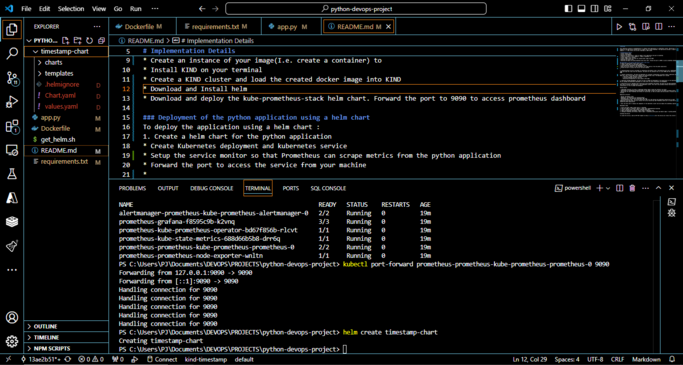 File Edit Selection View Go Run ···
python-devops-project
EXPLORER ···
timestamp-chart
charts
templates
.helmignore D
Chart.yaml D
values.yaml D
app.py M
Dockerfile M
get_helm.sh
README.md M
requirements.txt M
OUTLINE
TIMELINE
NPM SCRIPTS
Dockerfile M
requirements.txt M
app.py M
README.md M
README.md > # Implementation Details
5 # Implementation Details
9 * Create an instance of your image(I.e. create a container) to
10 * Install KIND on your terminal
11 * Create a KIND cluster and load the created docker image into KIND
12 * Download and Install helm
13 * Download and deploy the kube-prometheus-stack helm chart. Forward the port to 9090 to access prometheus dashboard
14
15 ### Deployment of the python application using a helm chart
16 To deploy the application using a helm chart :
17 1. Create a helm chart for the python application
18 * Create Kubernetes deployment and kubernetes service
19 * Setup the service monitor so that Prometheus can scrape metrics from the python application
20 * Forward the port to access the service from your machine
21 *
PROBLEMS OUTPUT DEBUG CONSOLE TERMINAL PORTS SQL CONSOLE
powershell
NAME READY STATUS RESTARTS AGE
alertmanager-prometheus-kube-prometheus-alertmanager-0 2/2 Running 0 19m
prometheus-grafana-f8595c9b-k2vnq 3/3 Running 0 19m
prometheus-kube-prometheus-operator-bd67f856b-rlcvt 1/1 Running 0 19m
prometheus-kube-state-metrics-688d66b5b8-drr6q 1/1 Running 0 19m
prometheus-prometheus-kube-prometheus-prometheus-0 2/2 Running 0 19m
prometheus-prometheus-node-exporter-wnltn 1/1 Running 0 19m
PS C:\Users\PJ\Documents\DEVOPS\PROJECTS\python-devops-project> kubectl port-forward prometheus-prometheus-kube-prometheus-prometheus-0 9090
Forwarding from 127.0.0.1:9090 -> 9090
Forwarding from [::1]:9090 -> 9090
Handling connection for 9090
Handling connection for 9090
Handling connection for 9090
Handling connection for 9090
Handling connection for 9090
PS C:\Users\PJ\Documents\DEVOPS\PROJECTS\python-devops-project> helm create timestamp-chart
Creating timestamp-chart
PS C:\Users\PJ\Documents\DEVOPS\PROJECTS\python-devops-project>
13ae2b51*+ 0 0 0 Connect kind-timestamp default Ln 12, Col 29 Spaces: 4 UTF-8 CRLF Markdown